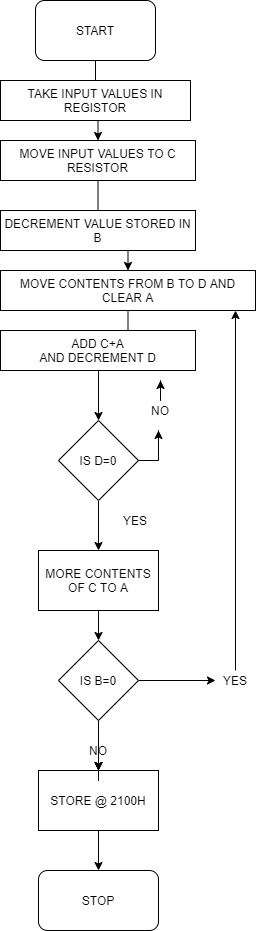 START
TAKE INPUT VALUES IN
REGISTOR
MOVE INPUT VALUES TO C
RESISTOR
DECREMENT VALUE STORED IN
B
MOVE CONTENTS FROM B TO D AND
CLEAR A
ADD C+A
AND DECREMENT D
NO
IS D=0
YES
MORE CONTENTS
OF C TO A
IS B=0
YES
NO
STORE @ 2100H
STOP